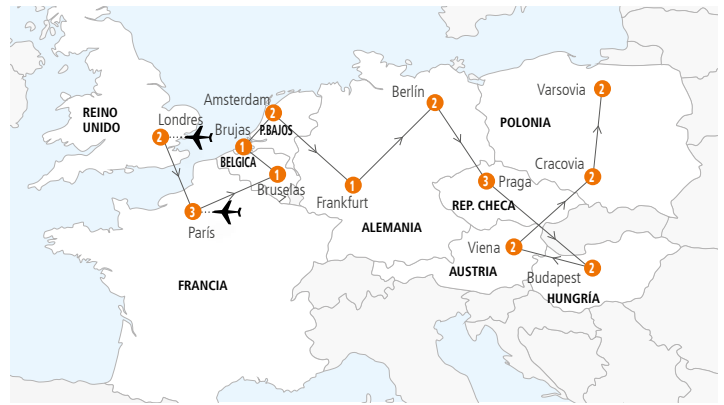 REINO
UNIDO
Londres
2
París
3
FRANCIA
Amsterdam
2
P.BAJOS
Brujas
1
BELGICA
Bruselas
1
Frankfurt
1
ALEMANIA
Berlín
2
Praga
3
REP. CHECA
Viena
2
AUSTRIA
Budapest
2
HUNGRÍA
Cracovia
2
Varsovia
2
POLONIA